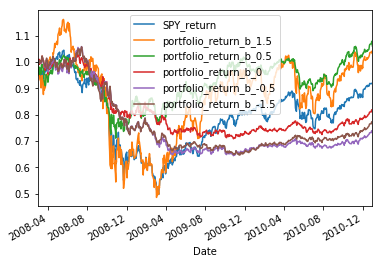 1.1
1.0
0.9
0.8
0.7
0.6
0.5
SPY_return
portfolio_return_b_1.5
portfolio_return_b_0.5
portfolio_return_b_0
portfolio_return_b_-0.5
portfolio_return_b_-1.5
2008-04
2008-08
2008-12
2009-04
2009-08
2009-12
2010-04
2010-08
2010-12
Date